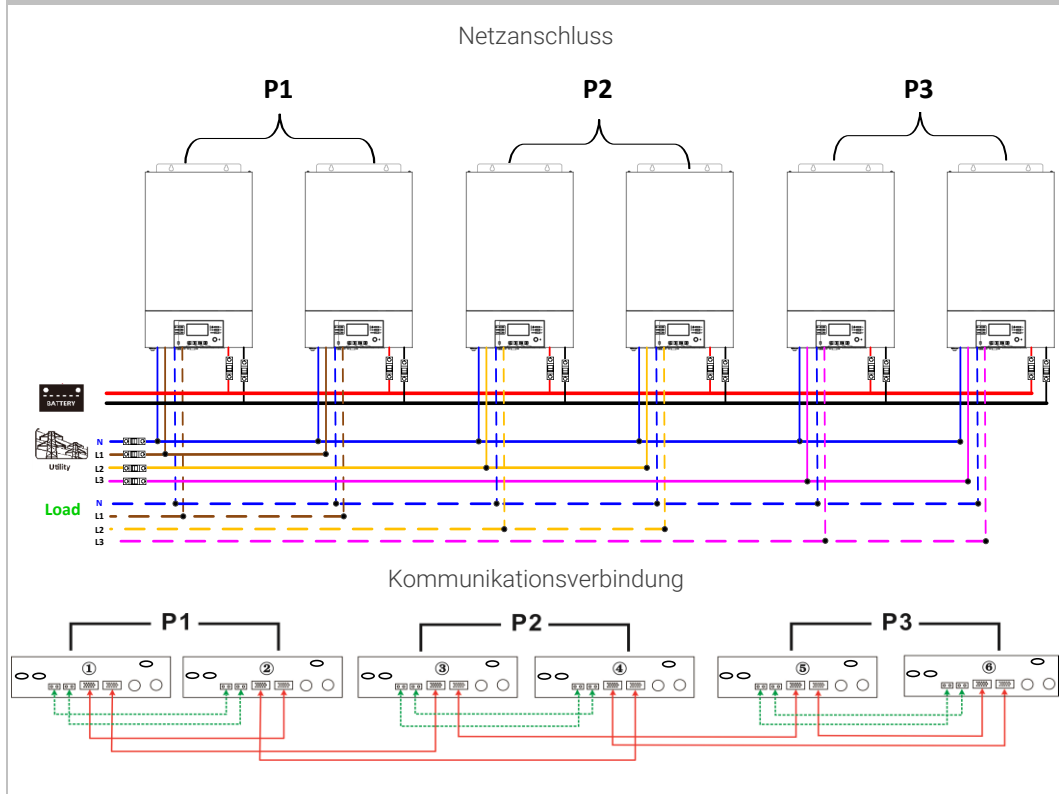 Netzanschluss
P1 P2 P3
BATTERY
Utility
N
L1
L2
L3
Load
N
L1
L2
L3
Kommunikationsverbindung
P1 P2 P3
① ② ③ ④ ⑤ ⑥